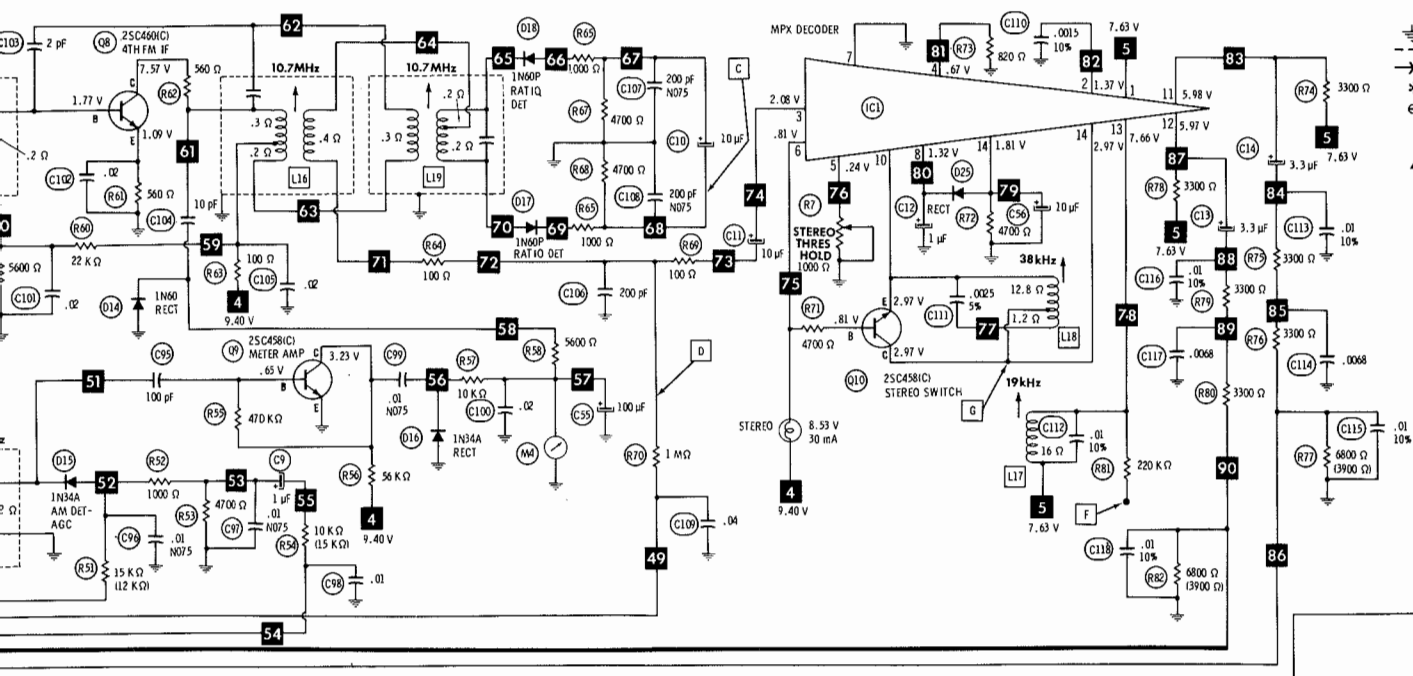 C103
2 pF
Q8
2SC460(C)
4TH FM IF
7.57 V
C
1.77 V
B
1.09 V
E
560 Ω
R62
62
10.7MHz
64
10.7MHz
.3 Ω
.2 Ω
.4 Ω
L16
.3 Ω
.2 Ω
.2 Ω
L19
61
63
.2 Ω
C102
.02
R61
560 Ω
10 pF
C104
R60
22 KΩ
59
5600 Ω
C101
.02
100 Ω
R63
C105
.02
4
9.40 V
D14
1N60
RECT
65
D18
66
1N60P
RATIO
DET
R65
1000 Ω
67
C107
200 pF
N075
R67
4700 Ω
R68
4700 Ω
C10
10 µF
C108
200 pF
N075
70
D17
69
1N60P
RATIO DET
R65
1000 Ω
68
C
71
R64
100 Ω
72
C106
200 pF
R69
100 Ω
73
C11
10 µF
74
58
R58
5600 Ω
57
C55
100 µF
M4
51
C95
100 pF
Q9
2SC458(C)
METER AMP
C
3.23 V
.65 V
B
E
R55
470 KΩ
C99
.01
N075
56
R57
10 KΩ
C100
.02
D16
1N34A
RECT
R56
56 KΩ
4
9.40 V
D
R70
1 MΩ
C109
.04
49
D15
1N34A
AM DET-
AGC
52
R52
1000 Ω
53
C9
1 µF
55
R53
4700 Ω
C97
.01
N075
R54
10 KΩ
(15 KΩ)
C96
.01
N075
R51
15 KΩ
(12 KΩ)
C98
.01
54
MPX DECODER
7
81
4
R73
.67 V
820 Ω
C110
.0015
10%
82
2
1.37 V
7.63 V
5
1
83
11
5.98 V
R74
3300 Ω
5
7.63 V
IC1
2.08 V
3
.81 V
6
5
.24 V
10
8
1.32 V
14
1.81 V
14
2.97 V
13
7.66 V
12
5.97 V
76
R7
STEREO
THRES
HOLD
1000 Ω
80
D25
RECT
79
C12
1 µF
R72
4700 Ω
C56
10 µF
87
R78
3300 Ω
5
7.63 V
C13
3.3 µF
C14
3.3 µF
84
C113
.01
10%
R75
3300 Ω
85
R76
3300 Ω
C114
.0068
88
C116
.01
10%
R79
3300 Ω
89
C117
.0068
R80
3300 Ω
75
R71
4700 Ω
.81 V
B
E
2.97 V
C
2.97 V
Q10
2SC458(C)
STEREO SWITCH
C111
.0025
5%
77
38kHz
12.8 Ω
1.2 Ω
L18
78
G
19kHz
STEREO
8.53 V
30 mA
4
9.40 V
L17
16 Ω
C112
.01
10%
5
7.63 V
R81
220 KΩ
F
90
C118
.01
10%
R82
6800 Ω
(3900 Ω)
R77
6800 Ω
(3900 Ω)
C115
.01
10%
86